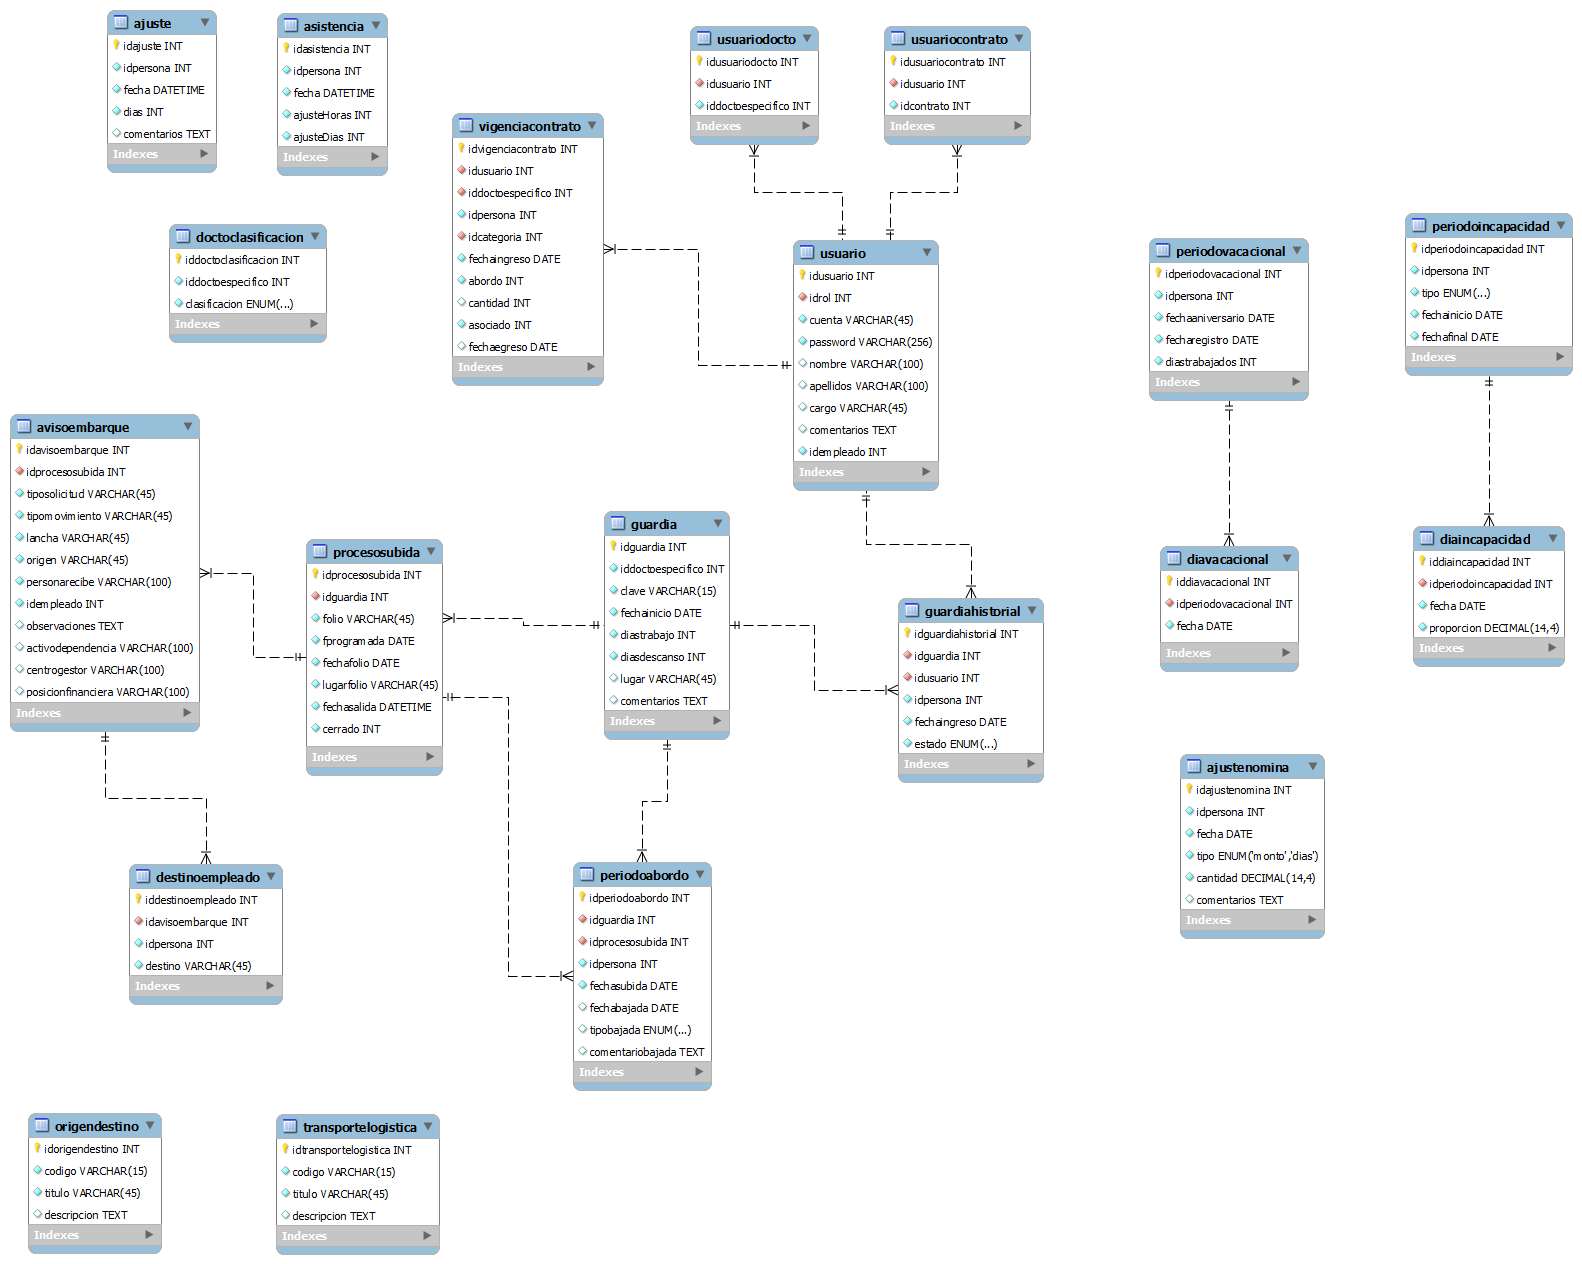 ajuste
idajuste INT
idpersona INT
fecha DATETIME
dias INT
comentarios TEXT
Indexes
asistencia
idasistencia INT
idpersona INT
fecha DATETIME
ajusteHoras INT
ajusteDias INT
Indexes
vigenciacontrato
idvigenciacontrato INT
idusuario INT
iddoctoespecifico INT
idpersona INT
idcategoria INT
fechaingreso DATE
abordo INT
cantidad INT
asociado INT
fechaegreso DATE
Indexes
usuariodocto
idusuariodocto INT
idusuario INT
iddoctoespecifico INT
Indexes
usuariocontrato
idusuariocontrato INT
idusuario INT
idcontrato INT
Indexes
doctoclasificacion
iddoctoclasificacion INT
iddoctoespecifico INT
clasificacion ENUM(...)
Indexes
usuario
idusuario INT
idrol INT
cuenta VARCHAR(45)
password VARCHAR(256)
nombre VARCHAR(100)
apellidos VARCHAR(100)
cargo VARCHAR(45)
comentarios TEXT
idempleado INT
Indexes
periodovacacional
idperiodovacacional INT
idpersona INT
fechaaniversario DATE
fecharegistro DATE
diastrabajados INT
Indexes
periodoincapacidad
idperiodoincapacidad INT
idpersona INT
tipo ENUM(...)
fechainicio DATE
fechafinal DATE
Indexes
avisoembarque
idavisoembarque INT
idprocesosubida INT
tiposolicitud VARCHAR(45)
tipomovimiento VARCHAR(45)
lancha VARCHAR(45)
origen VARCHAR(45)
personarecibe VARCHAR(100)
idempleado INT
observaciones TEXT
activodependencia VARCHAR(100)
centrogestor VARCHAR(100)
posicionfinanciera VARCHAR(100)
Indexes
procesosubida
idprocesosubida INT
idguardia INT
folio VARCHAR(45)
fprogramada DATE
fechafolio DATE
lugarfolio VARCHAR(45)
fechasalida DATETIME
cerrado INT
Indexes
guardia
idguardia INT
iddoctoespecifico INT
clave VARCHAR(15)
fechainicio DATE
diastrabajo INT
diasdescanso INT
lugar VARCHAR(45)
comentarios TEXT
Indexes
guardiahistorial
idguardiahistorial INT
idguardia INT
idusuario INT
idpersona INT
fechaingreso DATE
estado ENUM(...)
Indexes
diavacacional
iddiavacacional INT
idperiodovacacional INT
fecha DATE
Indexes
diaincapacidad
iddiaincapacidad INT
idperiodoincapacidad INT
fecha DATE
proporcion DECIMAL(14,4)
Indexes
ajustenomina
idajustenomina INT
idpersona INT
fecha DATE
tipo ENUM('monto','dias')
cantidad DECIMAL(14,4)
comentarios TEXT
Indexes
destinoempleado
iddestinoempleado INT
idavisoembarque INT
idpersona INT
destino VARCHAR(45)
Indexes
periodoabordo
idperiodoabordo INT
idguardia INT
idprocesosubida INT
idpersona INT
fechasubida DATE
fechabajada DATE
tipobajada ENUM(...)
comentariobajada TEXT
Indexes
origendestino
idorigendestino INT
codigo VARCHAR(15)
titulo VARCHAR(45)
descripcion TEXT
Indexes
transportelogistica
idtransportelogistica INT
codigo VARCHAR(15)
titulo VARCHAR(45)
descripcion TEXT
Indexes